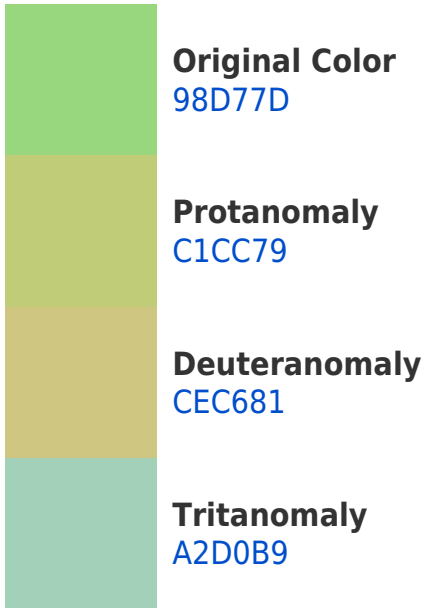 Original Color
98D77D
Protanomaly
C1CC79
Deuteranomaly
CEC681
Tritanomaly
A2D0B9